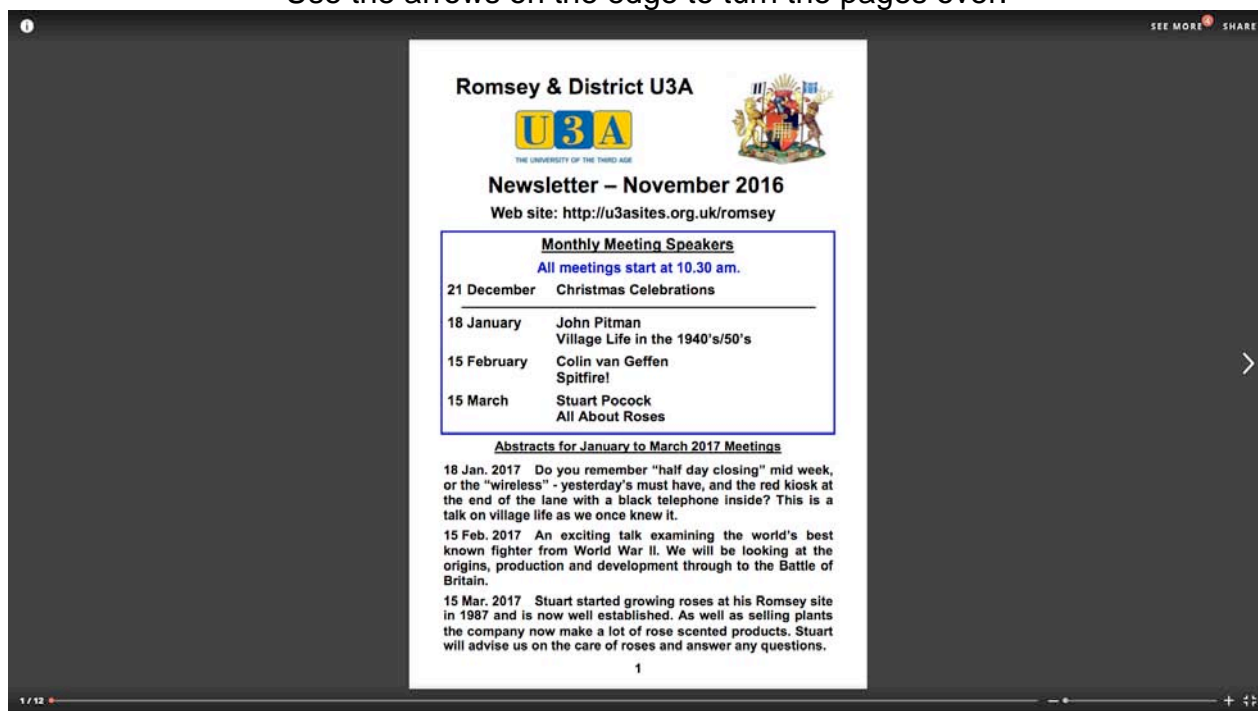 Use the arrows on the edge to turn the pages over.
i
SEE MORE 4 SHARE
Romsey & District U3A
U3A
THE UNIVERSITY OF THE THIRD AGE
Newsletter – November 2016
Web site: http://u3asites.org.uk/romsey
Monthly Meeting Speakers
All meetings start at 10.30 am.
21 December Christmas Celebrations
18 January John Pitman
Village Life in the 1940's/50's
15 February Colin van Geffen
Spitfire!
15 March Stuart Pocock
All About Roses
Abstracts for January to March 2017 Meetings
18 Jan. 2017 Do you remember “half day closing” mid week,
or the “wireless” - yesterday's must have, and the red kiosk at
the end of the lane with a black telephone inside? This is a
talk on village life as we once knew it.
15 Feb. 2017 An exciting talk examining the world's best
known fighter from World War II. We will be looking at the
origins, production and development through to the Battle of
Britain.
15 Mar. 2017 Stuart started growing roses at his Romsey site
in 1987 and is now well established. As well as selling plants
the company now make a lot of rose scented products. Stuart
will advise us on the care of roses and answer any questions.
1
1 / 12